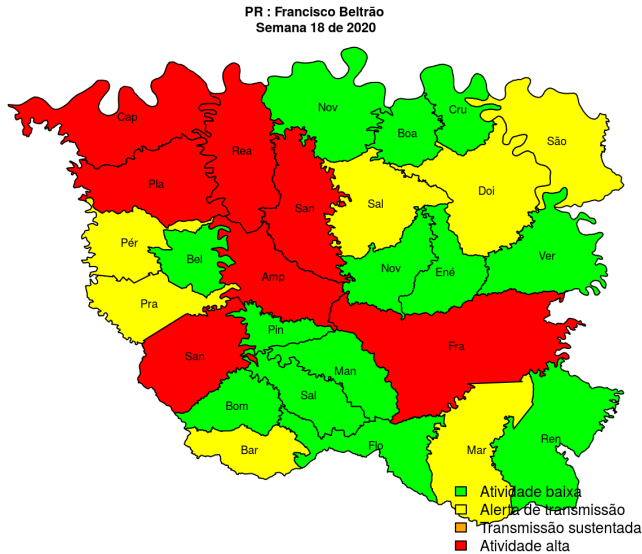 PR : Francisco Beltrão
Semana 18 de 2020
Cap
Nov
Cru
Boa
São
Rea
Pla
Doi
Sal
San
Pér
Bel
Ver
Nov
Ené
Amp
Pra
Pin
Fra
San
Man
Sal
Bom
Flo
Ren
Bar
Mar
Atividade baixa
Alerta de transmissão
Transmissão sustentada
Atividade alta